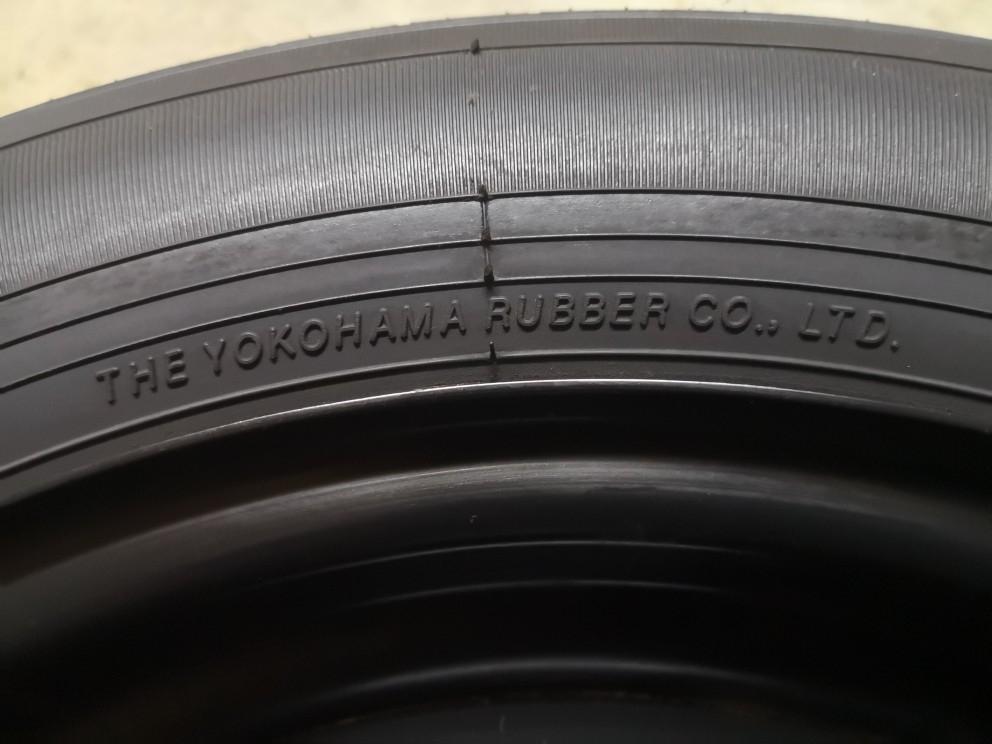 THE YOKOHAMA RUBBER CO., LTD.